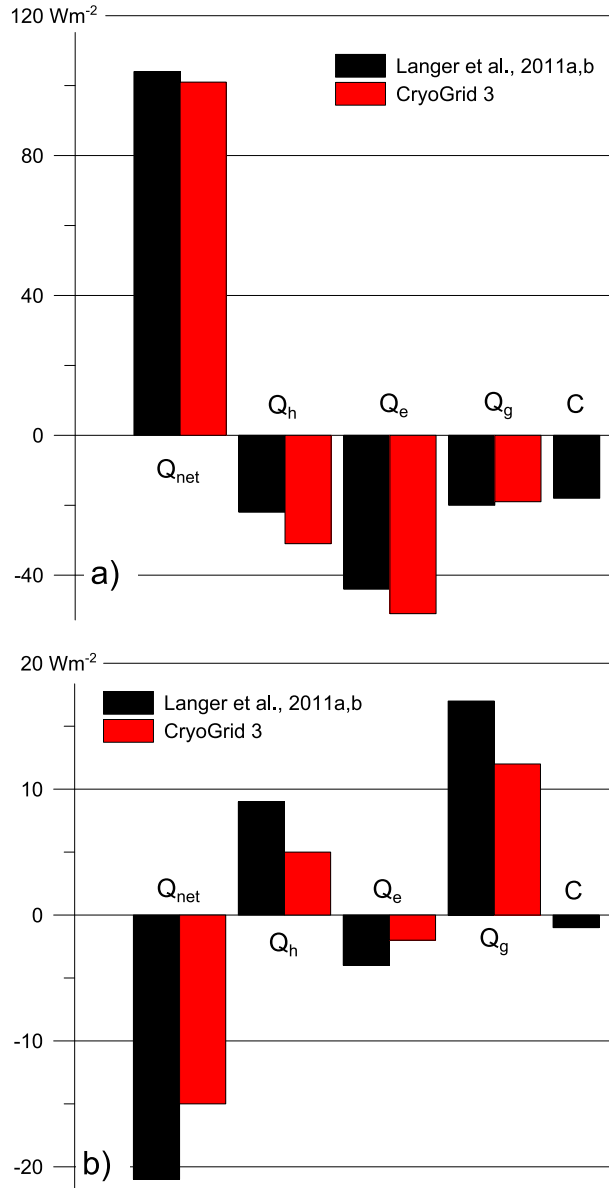 120 Wm-2
Langer et al., 2011a,b
CryoGrid 3
80
40
Qh Qe Qg C
0
Qnet
-40
a)
20 Wm-2
Langer et al., 2011a,b
CryoGrid 3
10
Qnet Qe C
0
Qh Qg
-10
-20
b)